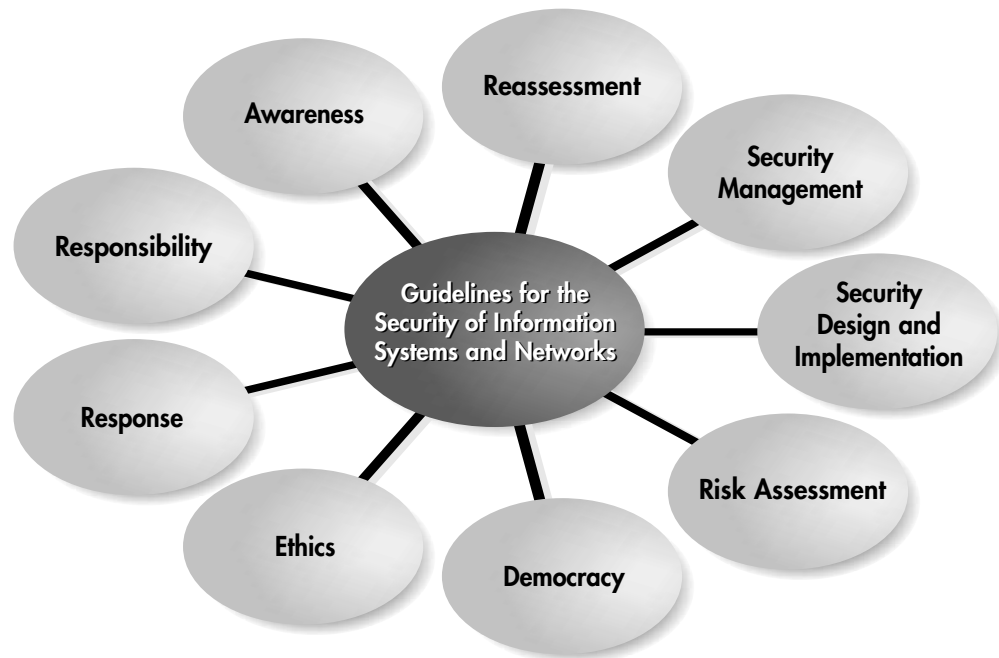 Reassessment
Awareness
Security
Management
Responsibility
Guidelines for the
Security of Information
Systems and Networks
Security
Design and
Implementation
Response
Risk Assessment
Ethics
Democracy